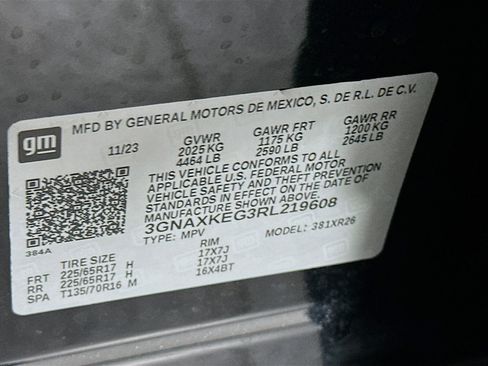 gm
MFD BY GENERAL MOTORS DE MEXICO, S. DE R.L. DE C.V.
11/23 GVWR GAWR FRT GAWR RR
2025 KG 1175 KG 1200 KG
4464 LB 2590 LB 2645 LB
THIS VEHICLE CONFORMS TO ALL
APPLICABLE U.S. FEDERAL MOTOR
VEHICLE SAFETY AND THEFT PREVENTION
STANDARDS IN EFFECT ON THE DATE OF
MANUFACTURE SHOWN ABOVE.
3GNAXKEG3RL219608
384A
TYPE: MPV MODEL: 381XR26
TIRE SIZE RIM
FRT 225/65R17 H 17X7J
RR 225/65R17 H 17X7J
SPA T135/70R16 M 16X4BT